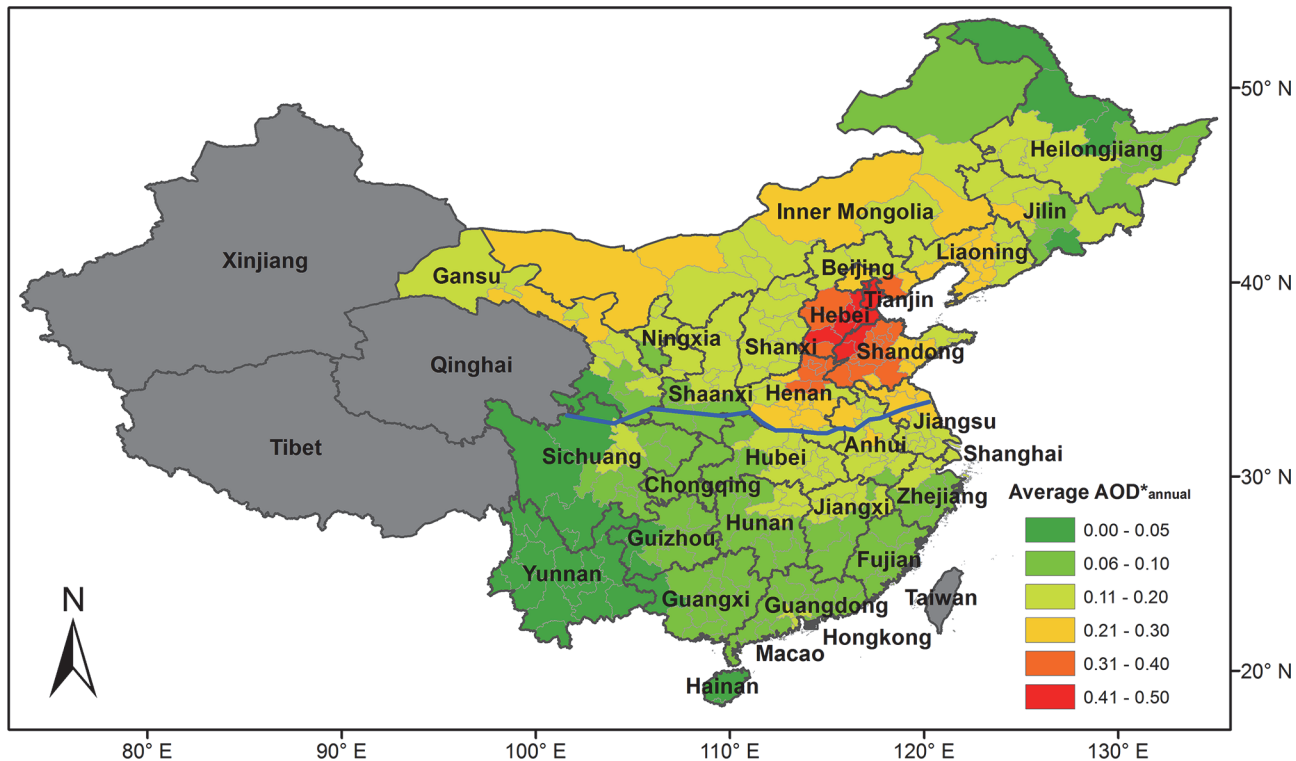 50° N
Heilongjiang
Inner Mongolia
Jilin
Xinjiang
Liaoning
Beijing
Gansu
40° N
Tianjin
Hebei
Ningxia
Shanxi
Shandong
Qinghai
Shaanxi
Henan
Jiangsu
Tibet
Anhui
Sichuang
Hubei
Shanghai
30° N
Chongqing
Zhejiang
Average AOD*annual
Jiangxi
Hunan
0.00 - 0.05
Guizhou
Fujian
0.06 - 0.10
Yunnan
Taiwan
0.11 - 0.20
Guangxi
Guangdong
N
Hongkong
0.21 - 0.30
Macao
0.31 - 0.40
20° N
Hainan
0.41 - 0.50
80° E 90° E 100° E 110° E 120° E 130° E